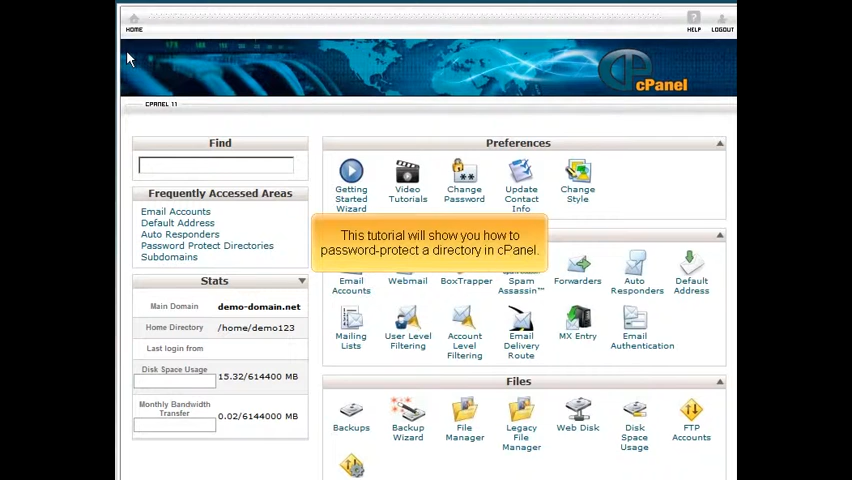 HOME
HELP
LOGOUT
cPanel
CPANEL 11
Find
Frequently Accessed Areas
Email Accounts
Default Address
Auto Responders
Password Protect Directories
Subdomains
Stats
Main Domain demo-domain.net
Home Directory /home/demo123
Last login from
Disk Space Usage
15.32/614400 MB
Monthly Bandwidth
Transfer
0.02/6144000 MB
Preferences
Getting Started Wizard
Video Tutorials
Change Password
Update Contact Info
Change Style
This tutorial will show you how to
password-protect a directory in cPanel.
Email Accounts
Webmail
BoxTrapper
Spam Assassin™
Forwarders
Auto Responders
Default Address
Mailing Lists
User Level Filtering
Account Level Filtering
Email Delivery Route
MX Entry
Email Authentication
Files
Backups
Backup Wizard
File Manager
Legacy File Manager
Web Disk
Disk Space Usage
FTP Accounts